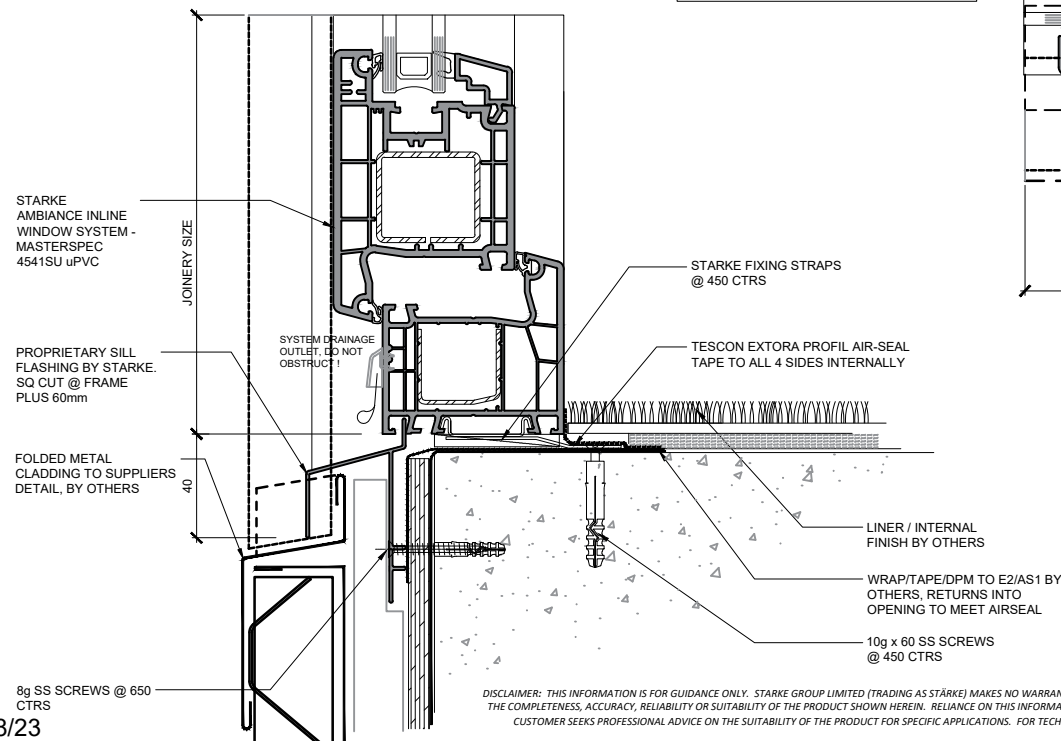 STARKE
AMBIANCE INLINE
WINDOW SYSTEM -
MASTERSPEC
4541SU uPVC
JOINERY SIZE
PROPRIETARY SILL
FLASHING BY STARKE.
SQ CUT @ FRAME
PLUS 60mm
SYSTEM DRAINAGE
OUTLET, DO NOT
OBSTRUCT !
FOLDED METAL
CLADDING TO SUPPLIERS
DETAIL, BY OTHERS
40
8g SS SCREWS @ 650
CTRS
STARKE FIXING STRAPS
@ 450 CTRS
TESCON EXTORA PROFIL AIR-SEAL
TAPE TO ALL 4 SIDES INTERNALLY
LINER / INTERNAL
FINISH BY OTHERS
WRAP/TAPE/DPM TO E2/AS1 BY
OTHERS, RETURNS INTO
OPENING TO MEET AIRSEAL
10g x 60 SS SCREWS
@ 450 CTRS
DISCLAIMER: THIS INFORMATION IS FOR GUIDANCE ONLY. STARKE GROUP LIMITED (TRADING AS STÄRKE) MAKES NO
THE COMPLETENESS, ACCURACY, RELIABILITY OR SUITABILITY OF THE PRODUCT SHOWN HEREIN. RELIANCE ON THIS
CUSTOMER SEEKS PROFESSIONAL ADVICE ON THE SUITABILITY OF THE PRODUCT FOR SPECIFIC APPLICATIONS. FOR
3/23